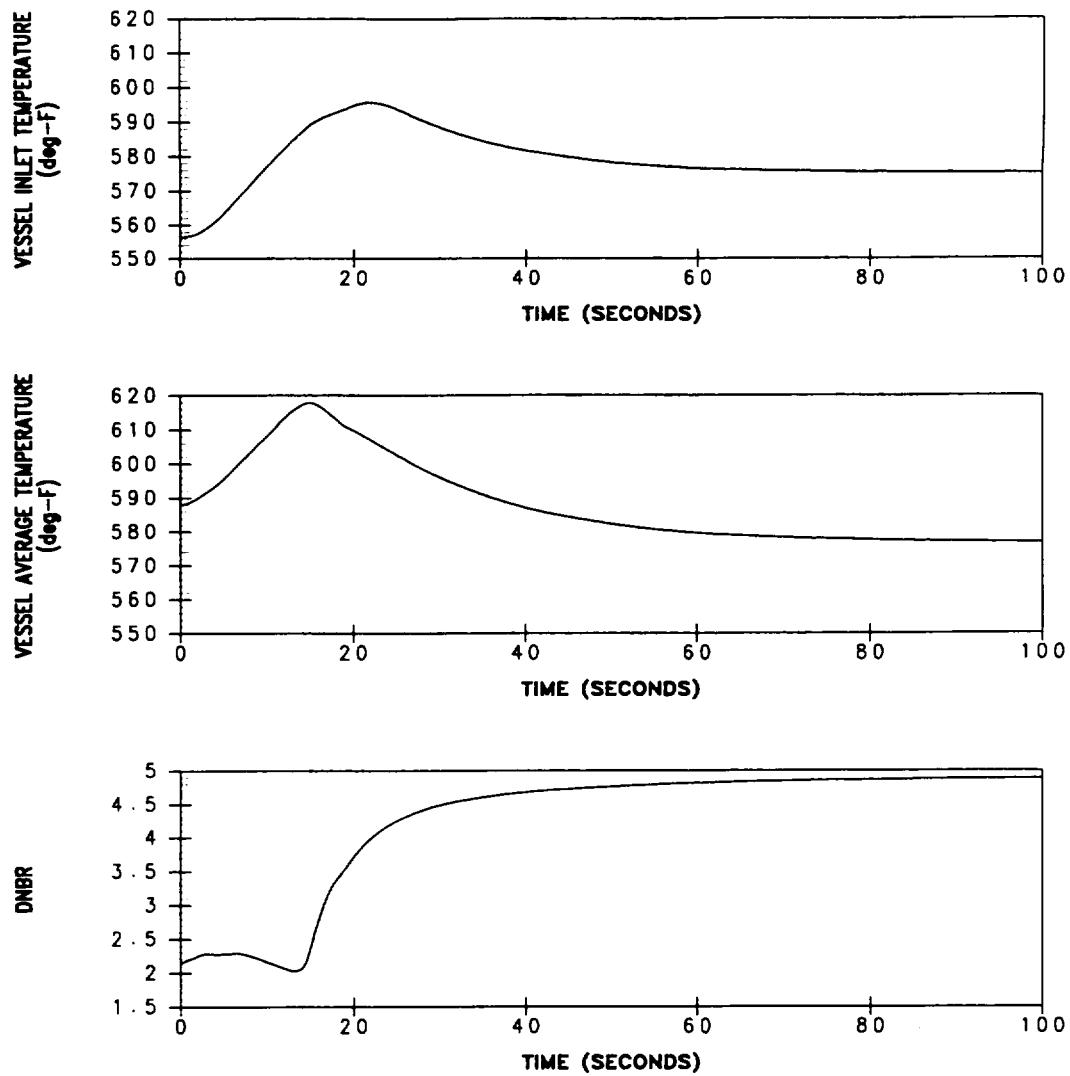 VESSEL INLET TEMPERATURE
(deg-F)
620
610
600
590
580
570
560
550
0 20 40 60 80 100
TIME (SECONDS)
VESSEL AVERAGE TEMPERATURE
(deg-F)
620
610
600
590
580
570
560
550
0 20 40 60 80 100
TIME (SECONDS)
DNBR
5
4.5
4
3.5
3
2.5
2
1.5
0 20 40 60 80 100
TIME (SECONDS)